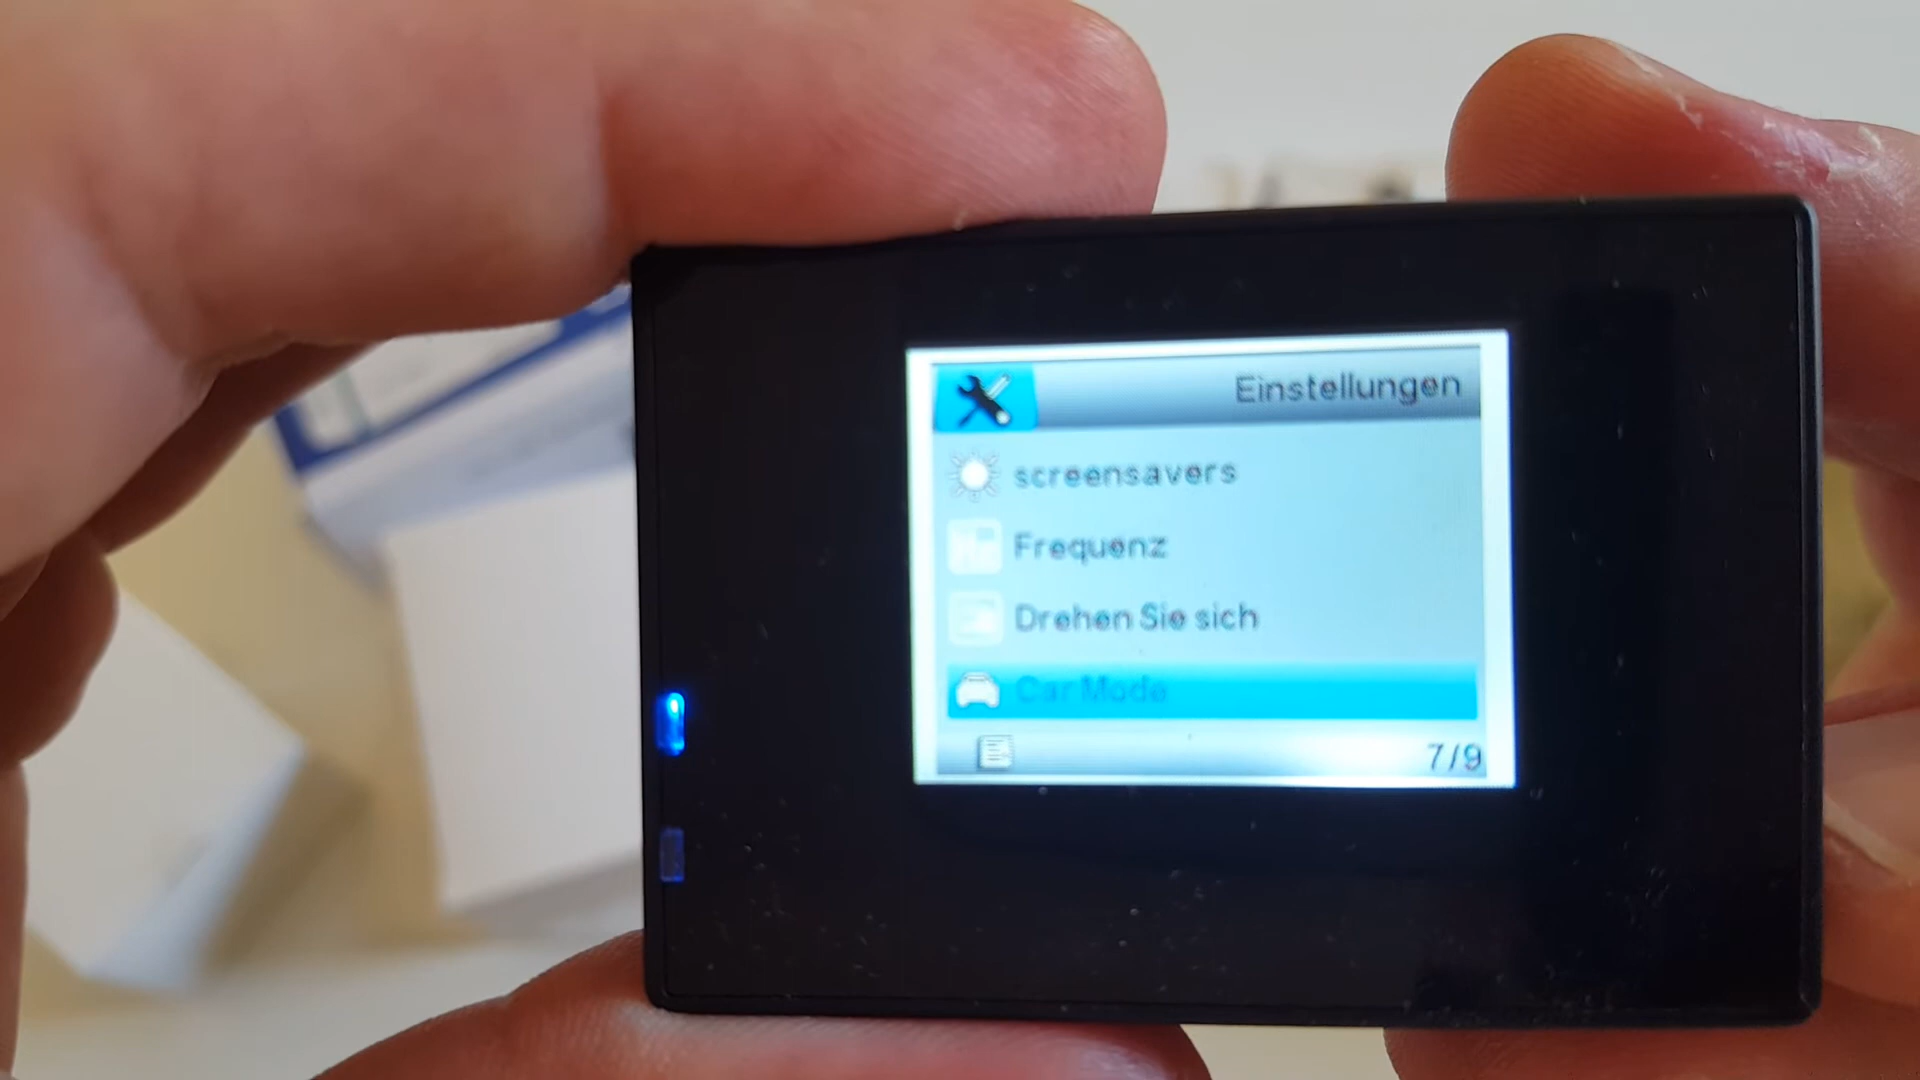 Einstellungen
screensavers
Frequenz
Drehen Sie sich
Car Mode
7/9